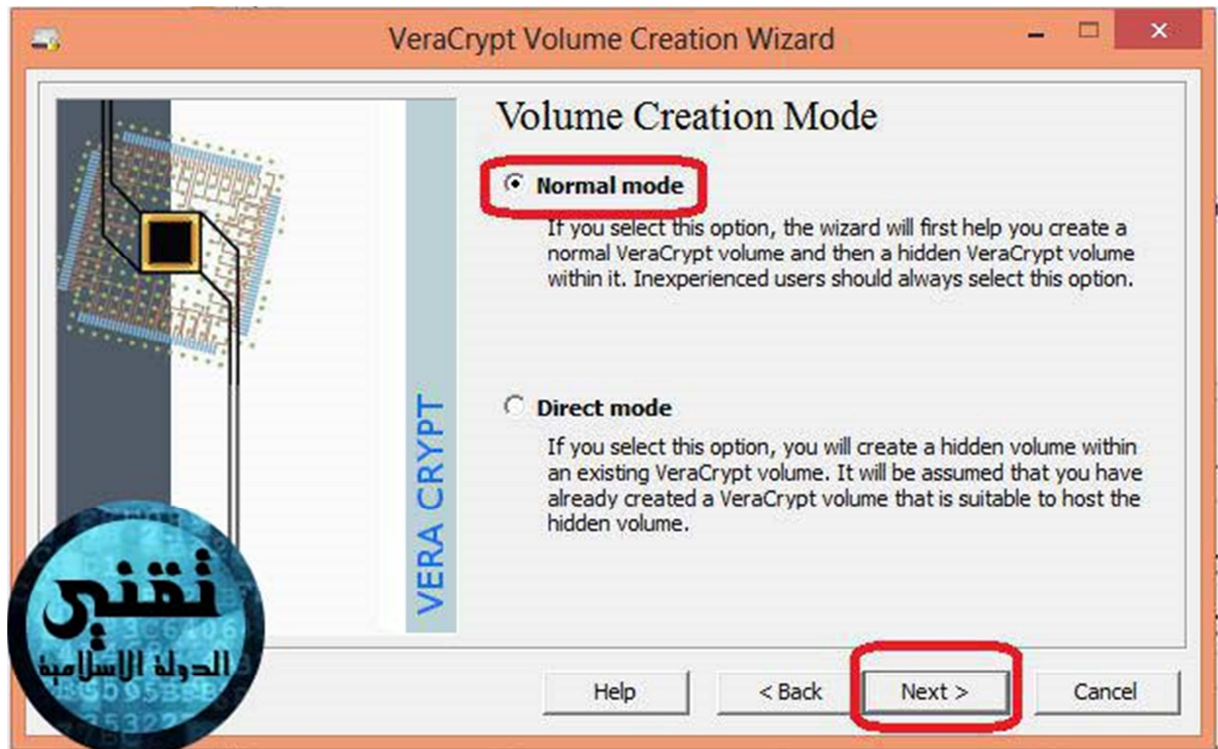 VeraCrypt Volume Creation Wizard
Volume Creation Mode
Normal mode
If you select this option, the wizard will first help you create a
normal VeraCrypt volume and then a hidden VeraCrypt volume
within it. Inexperienced users should always select this option.
Direct mode
If you select this option, you will create a hidden volume within
an existing VeraCrypt volume. It will be assumed that you have
already created a VeraCrypt volume that is suitable to host the
hidden volume.
VERA CRYPT
تقني
الدولة الاسلامية
Help
< Back
Next >
Cancel